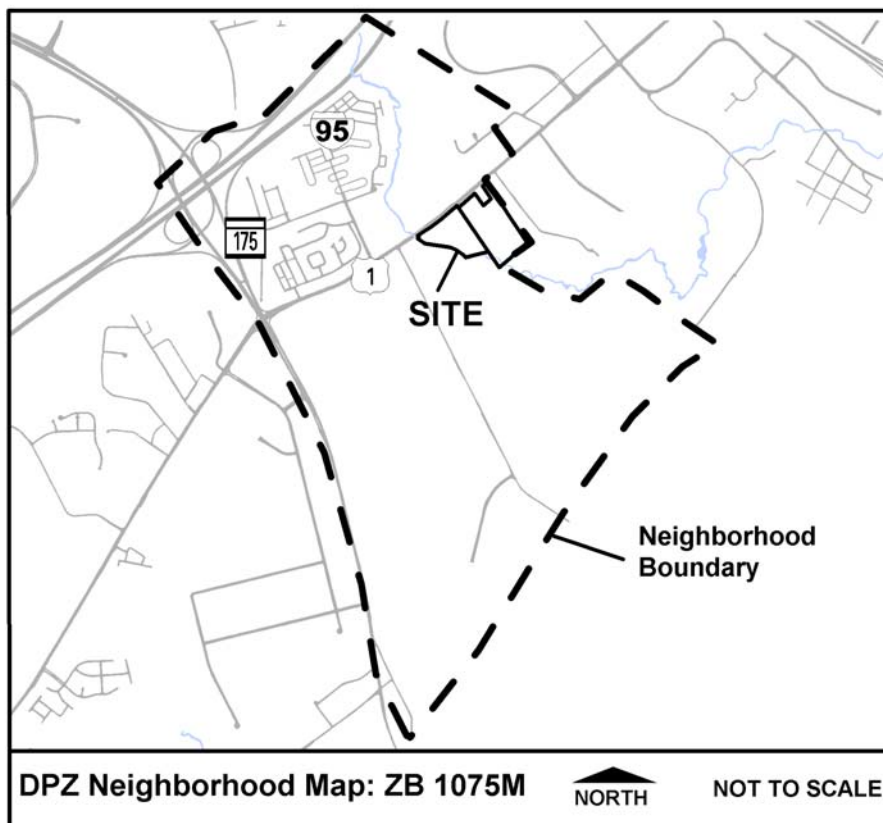 95
175
1
SITE
Neighborhood
Boundary
DPZ Neighborhood Map: ZB 1075M
NORTH
NOT TO SCALE